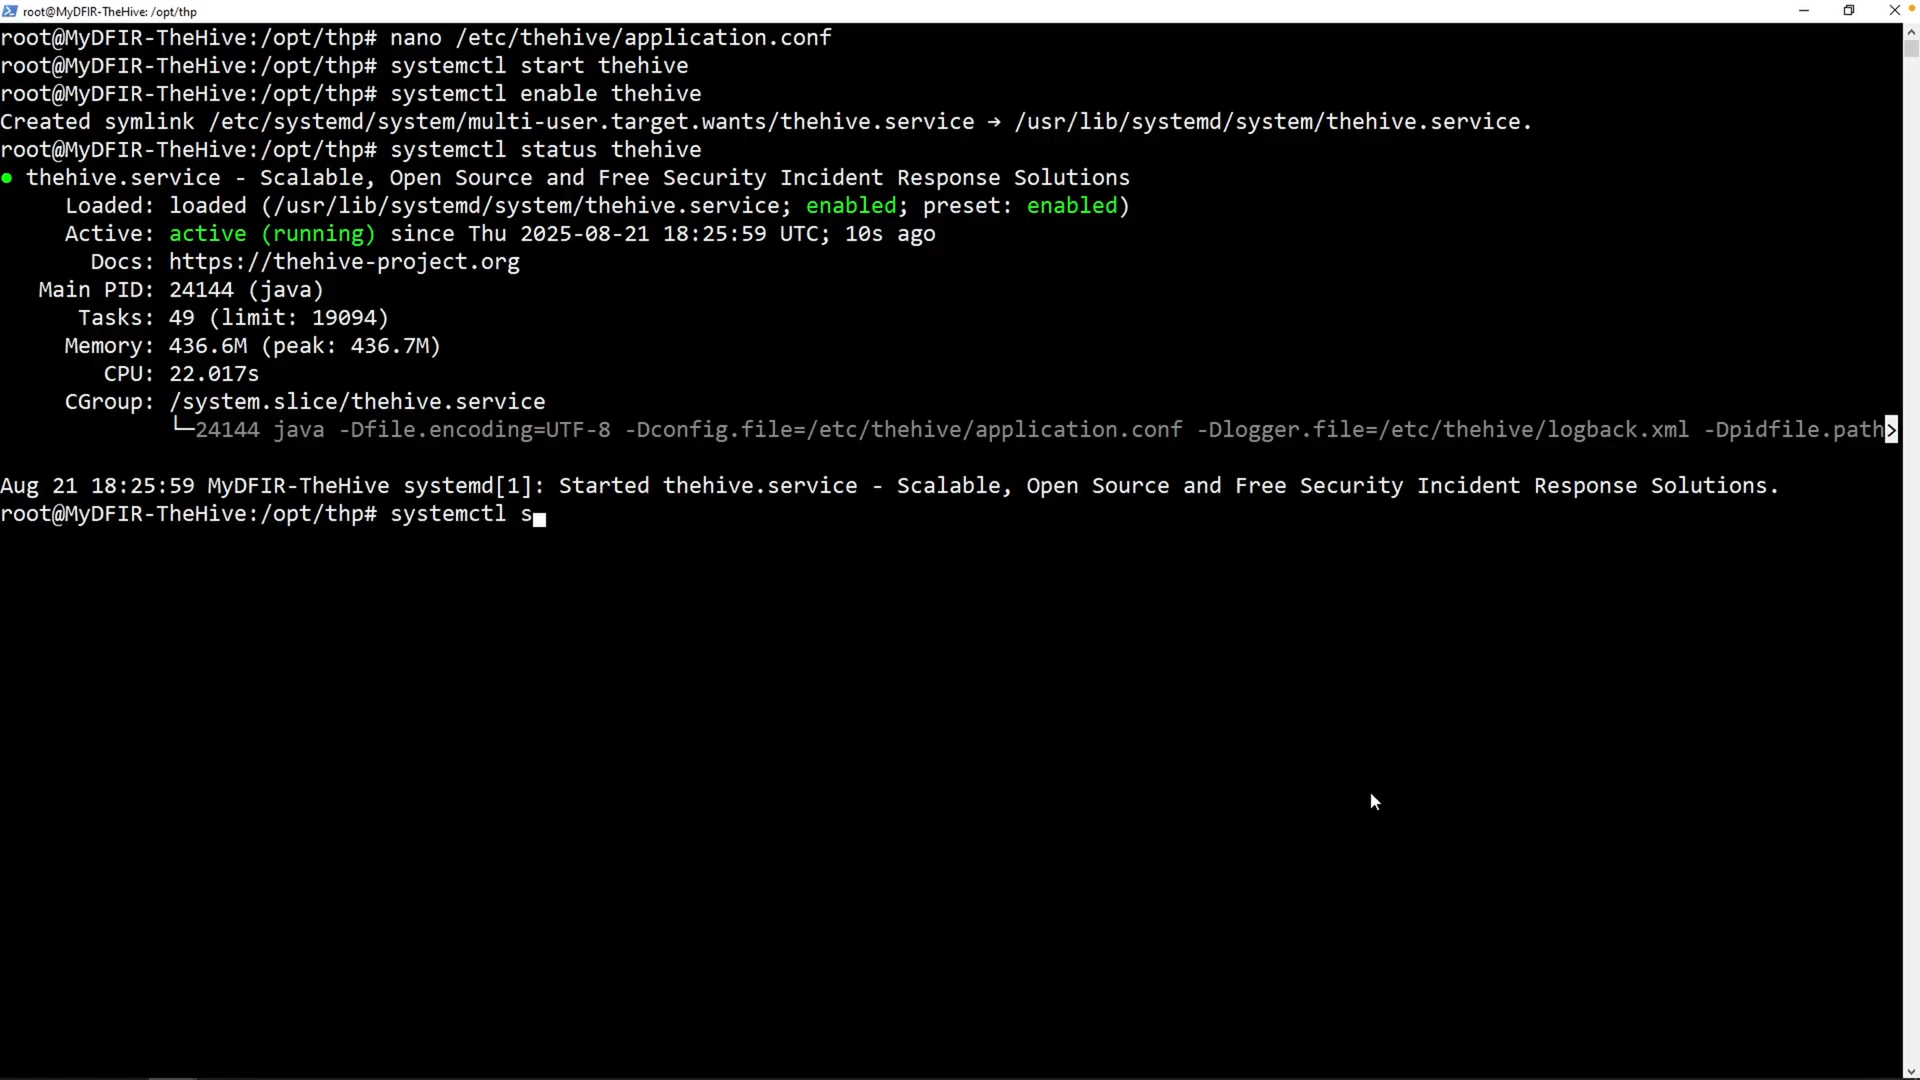 root@MyDFIR-TheHive: /opt/thp
root@MyDFIR-TheHive:/opt/thp# nano /etc/thehive/application.conf
root@MyDFIR-TheHive:/opt/thp# systemctl start thehive
root@MyDFIR-TheHive:/opt/thp# systemctl enable thehive
Created symlink /etc/systemd/system/multi-user.target.wants/thehive.service → /usr/lib/systemd/system/thehive.service.
root@MyDFIR-TheHive:/opt/thp# systemctl status thehive
● thehive.service - Scalable, Open Source and Free Security Incident Response Solutions
Loaded: loaded (/usr/lib/systemd/system/thehive.service; enabled; preset: enabled)
Active: active (running) since Thu 2025-08-21 18:25:59 UTC; 10s ago
Docs: https://thehive-project.org
Main PID: 24144 (java)
Tasks: 49 (limit: 19094)
Memory: 436.6M (peak: 436.7M)
CPU: 22.017s
CGroup: /system.slice/thehive.service
└─24144 java -Dfile.encoding=UTF-8 -Dconfig.file=/etc/thehive/application.conf -Dlogger.file=/etc/thehive/logback.xml -Dpidfile.path>
Aug 21 18:25:59 MyDFIR-TheHive systemd[1]: Started thehive.service - Scalable, Open Source and Free Security Incident Response Solutions.
root@MyDFIR-TheHive:/opt/thp# systemctl s